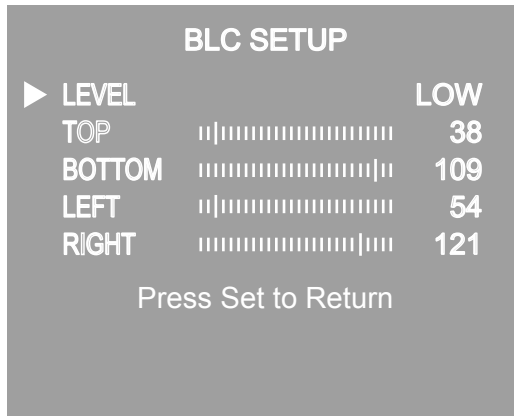 BLC SETUP
LEVEL LOW
TOP 38
BOTTOM 109
LEFT 54
RIGHT 121
Press Set to Return